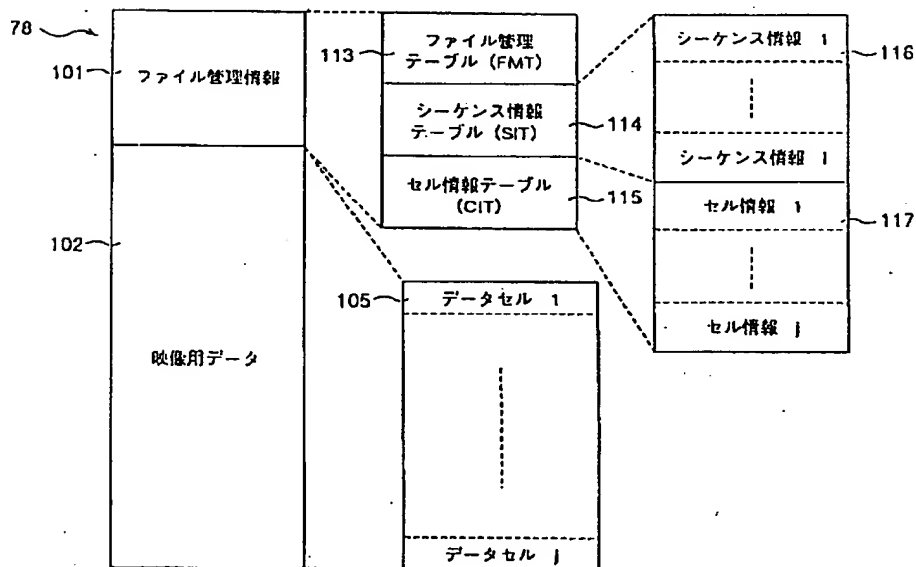 78
101
ファイル管理情報
102
映像用データ
113
ファイル管理
テーブル (FMT)
シーケンス情報
テーブル (SIT)
114
セル情報テーブル
(CIT)
115
シーケンス情報 1
116
シーケンス情報 i
セル情報 1
117
セル情報 j
105
データセル 1
データセル j